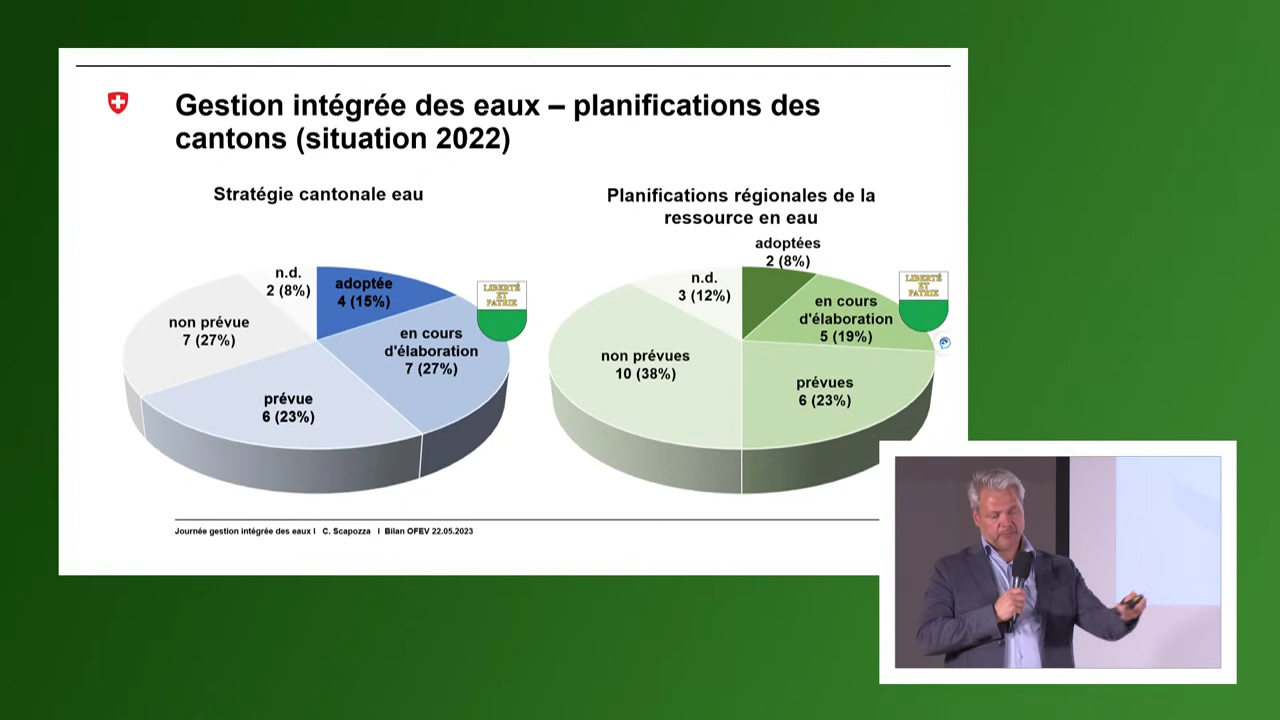 Gestion intégrée des eaux – planifications des
cantons (situation 2022)
Stratégie cantonale eau
n.d.
2 (8%)
adoptée
4 (15%)
LIBERTÉ
ET
PATRIE
non prévue
7 (27%)
en cours
d'élaboration
7 (27%)
prévue
6 (23%)
Planifications régionales de la
ressource en eau
adoptées
2 (8%)
n.d.
3 (12%)
en cours
d'élaboration
5 (19%)
LIBERTÉ
ET
PATRIE
non prévues
10 (38%)
prévues
6 (23%)
Journée gestion intégrée des eaux I C. Scapozza I Bilan OFEV 22.05.2023